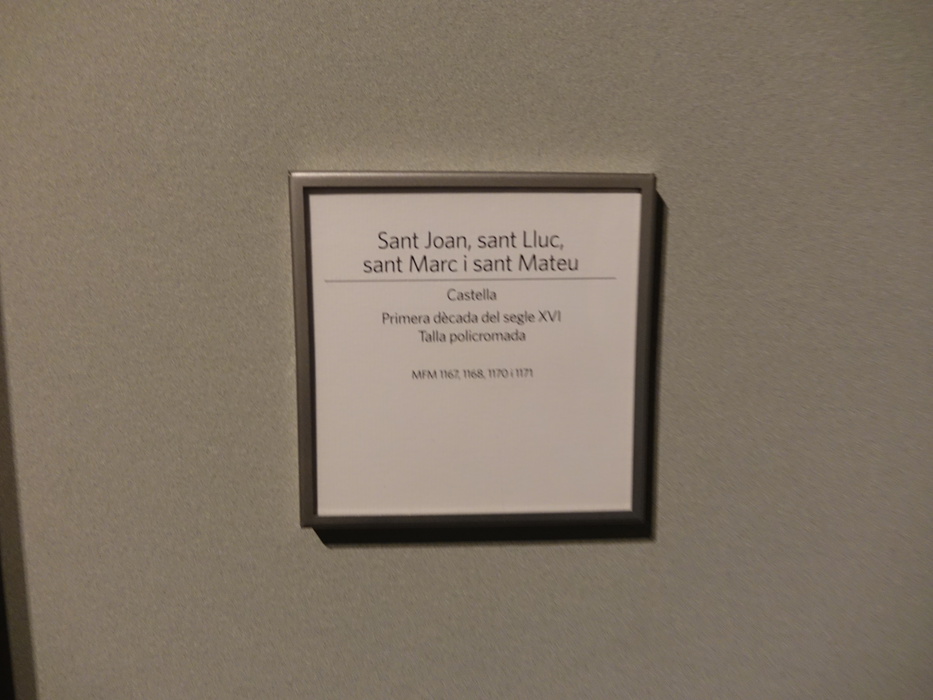 Sant Joan, sant Lluc,
sant Marc i sant Mateu
Castella
Primera dècada del segle XVI
Talla policromada
MFM 1167, 1168, 1170 i 1171